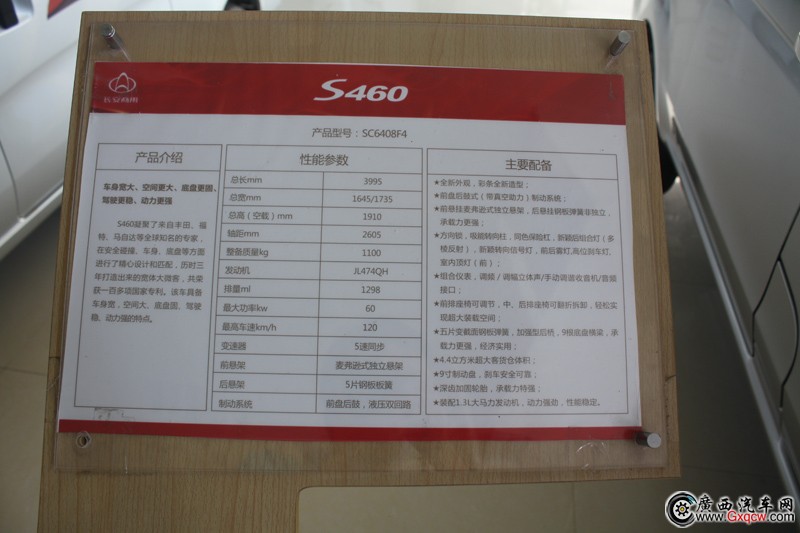 长安商用
S460
产品型号：SC6408F4
产品介绍
车身宽大、空间更大、底盘更固、
驾驶更稳、动力更强
S460凝聚了来自丰田、福
特、马自达等全球知名的专家，
在安全碰撞、车身、底盘等方面
进行了精心设计和匹配，历时三
年打造出来的宽体大微客，共荣
获一百多项国家专利。该车具备
车身宽，空间大、底盘固、驾驶
稳、动力强的特点。
性能参数
总长mm 3995
总宽mm 1645/1735
总高（空载）mm 1910
轴距mm 2605
整备质量kg 1100
发动机 JL474QH
排量ml 1298
最大功率kw 60
最高车速km/h 120
变速器 5速同步
前悬架 麦弗逊式独立悬架
后悬架 5片钢板板簧
制动系统 前盘后鼓，液压双回路
主要配备
★全新外观，彩条全新造型；
★前盘后鼓式（带真空助力）制动系统；
★前悬挂麦弗逊式独立悬架，后悬挂钢板弹簧非独立，
承载力更强；
★方向锁，吸能转向柱，同色保险杠，新颖后组合灯（多
棱反射），新颖转向信号灯，前后雾灯,高位刹车灯,
室内顶灯（前）；
★组合仪表，调频／调辐立体声/手动调谐收音机/音频
接口；
★前排座椅可调节，中、后排座椅可翻折拆卸，轻松实
现超大装载空间；
★五片变截面钢板弹簧，加强型后桥，9根底盘横梁，承
载力更强，经济实用；
★4.4立方米超大客货仓体积；
★9寸制动盘，刹车安全可靠；
★深齿加固轮胎，承载力特强；
★装配1.3L大马力发动机，动力强劲，性能稳定。
廣西汽车网
www.Gxqcw.com